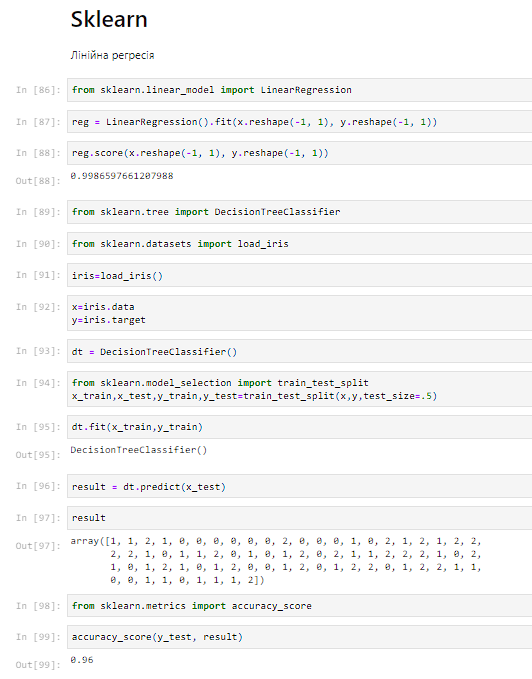 Sklearn
Лінійна регресія
In [86]: from sklearn.linear_model import LinearRegression
In [87]: reg = LinearRegression().fit(x.reshape(-1, 1), y.reshape(-1, 1))
In [88]: reg.score(x.reshape(-1, 1), y.reshape(-1, 1))
Out[88]: 0.9986597661207988
In [89]: from sklearn.tree import DecisionTreeClassifier
In [90]: from sklearn.datasets import load_iris
In [91]: iris=load_iris()
In [92]: x=iris.data
y=iris.target
In [93]: dt = DecisionTreeClassifier()
In [94]: from sklearn.model_selection import train_test_split
x_train,x_test,y_train,y_test=train_test_split(x,y,test_size=.5)
In [95]: dt.fit(x_train,y_train)
Out[95]: DecisionTreeClassifier()
In [96]: result = dt.predict(x_test)
In [97]: result
Out[97]: array([1, 1, 2, 1, 0, 0, 0, 0, 0, 0, 2, 0, 0, 0, 1, 0, 2, 1, 2, 1, 2, 2,
2, 2, 1, 0, 1, 1, 2, 0, 1, 0, 1, 2, 0, 2, 1, 1, 2, 2, 2, 1, 0, 2,
1, 0, 1, 2, 1, 0, 1, 2, 0, 0, 1, 2, 0, 1, 2, 2, 0, 1, 2, 2, 1, 1,
0, 0, 1, 1, 0, 1, 1, 1, 2])
In [98]: from sklearn.metrics import accuracy_score
In [99]: accuracy_score(y_test, result)
Out[99]: 0.96